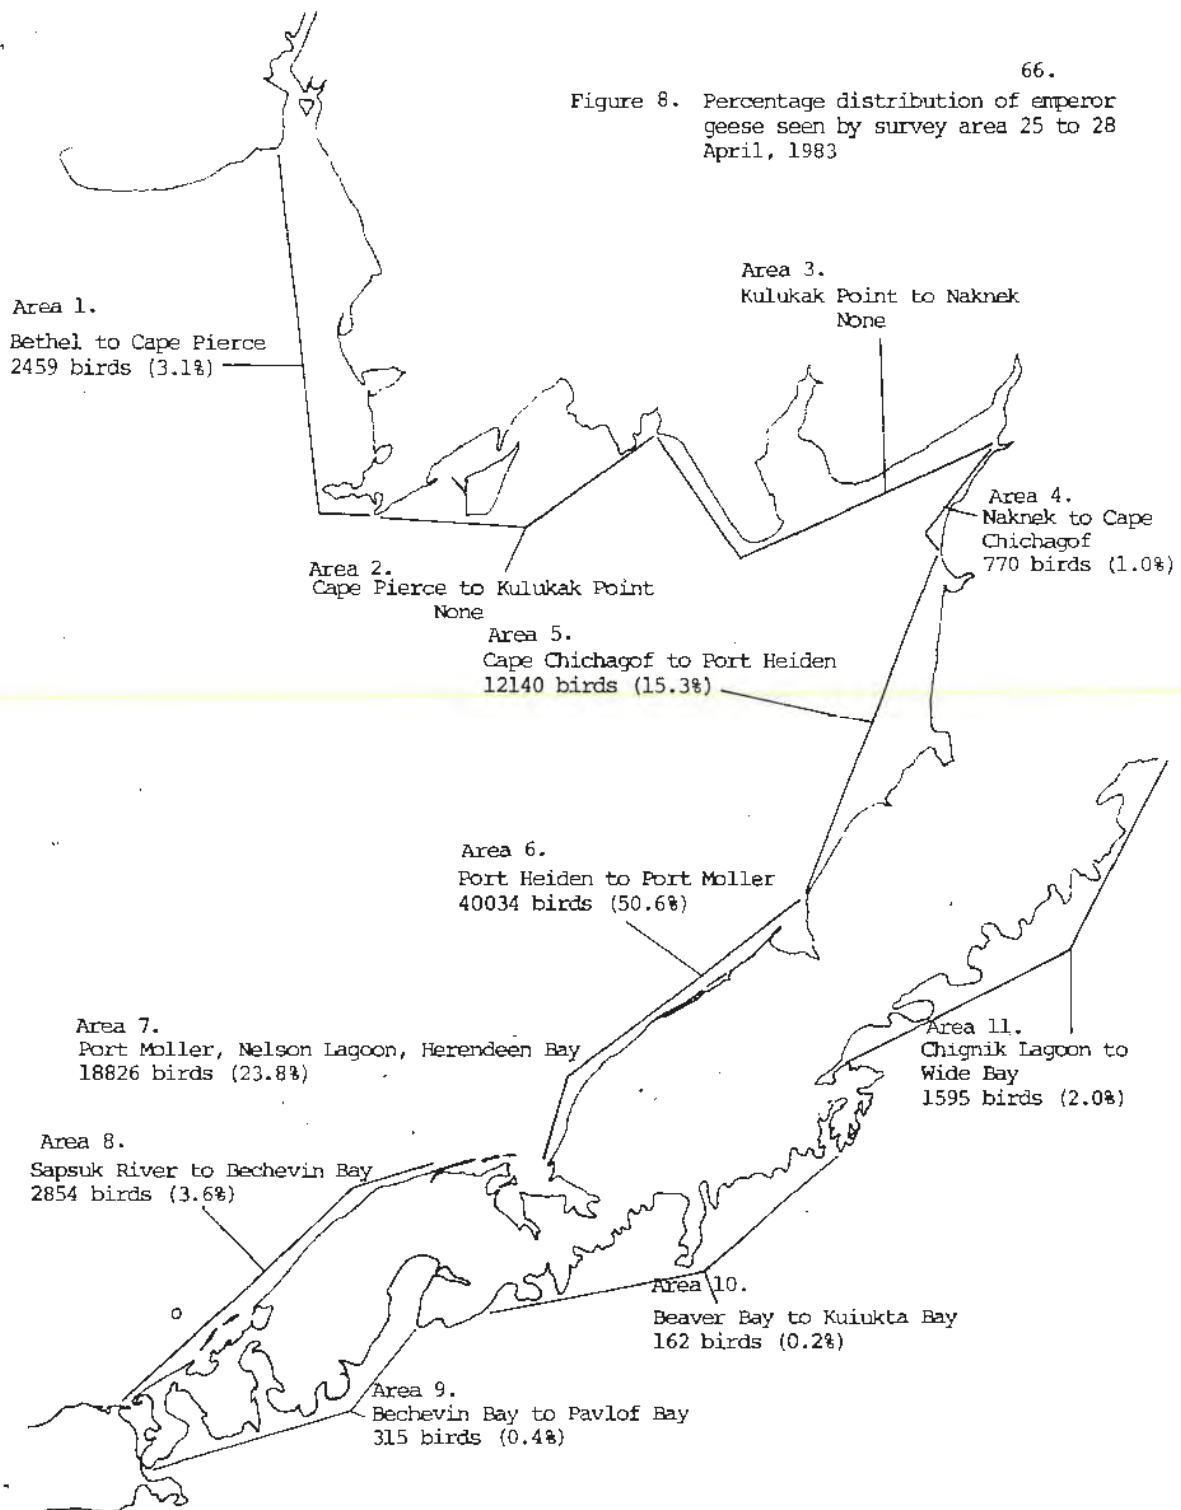 66.
Figure 8. Percentage distribution of emperor
geese seen by survey area 25 to 28
April, 1983
Area 3.
Kulukak Point to Naknek
None
Area 1.
Bethel to Cape Pierce
2459 birds (3.1%)
Area 4.
Naknek to Cape
Chichagof
770 birds (1.0%)
Area 2.
Cape Pierce to Kulukak Point
None
Area 5.
Cape Chichagof to Port Heiden
12140 birds (15.3%)
Area 6.
Port Heiden to Port Moller
40034 birds (50.6%)
Area 7.
Port Moller, Nelson Lagoon, Herendeen Bay
18826 birds (23.8%)
Area 11.
Chignik Lagoon to
Wide Bay
1595 birds (2.0%)
Area 8.
Sapsuk River to Bechevin Bay
2854 birds (3.6%)
Area 10.
Beaver Bay to Kuiukta Bay
162 birds (0.2%)
Area 9.
Bechevin Bay to Pavlof Bay
315 birds (0.4%)